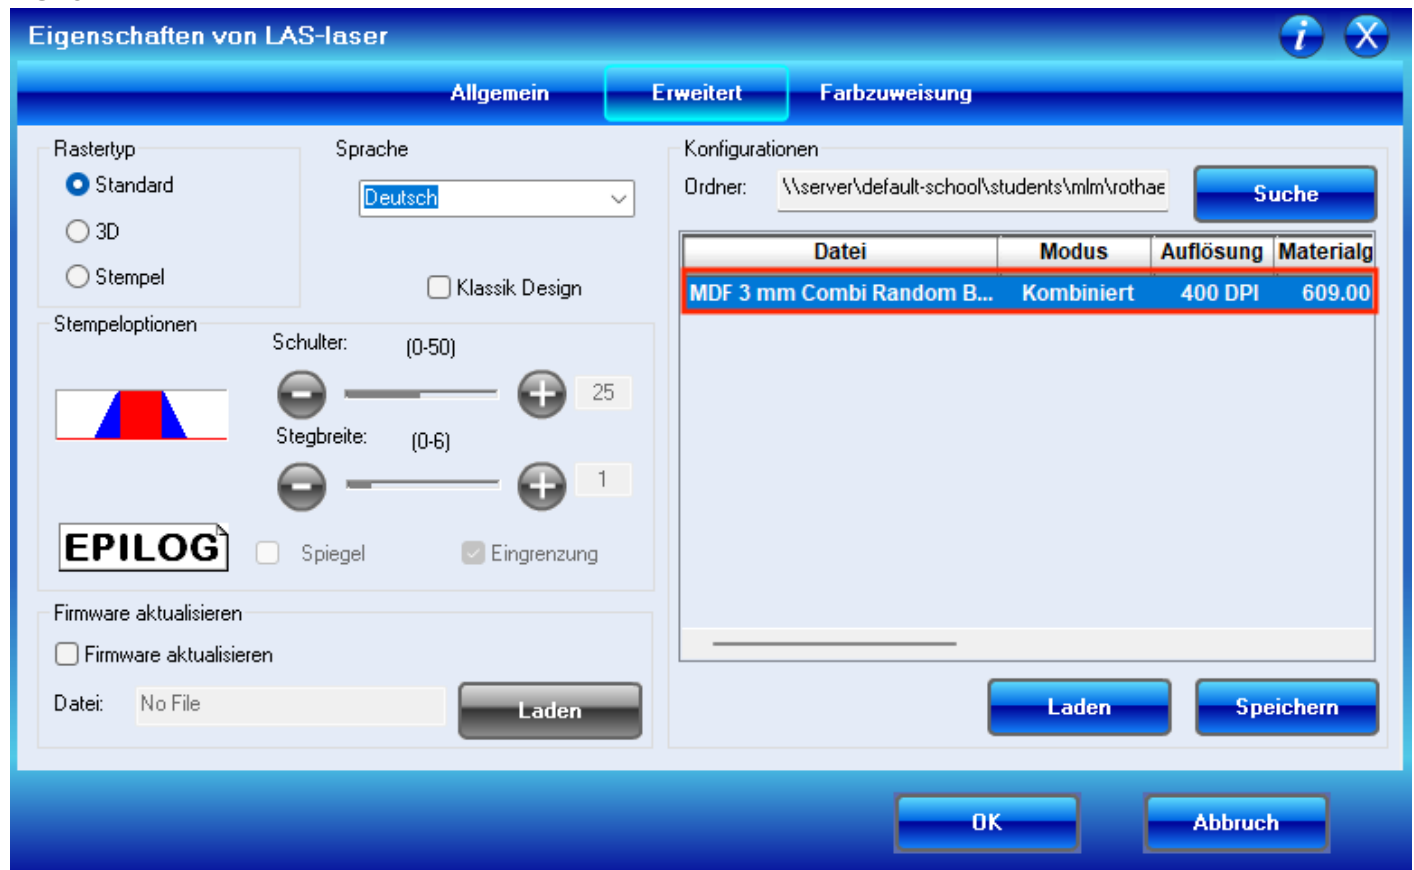 Eigenschaften von LAS-laser
Allgemein Erweitert Farbzuweisung
Rastertyp
Standard
3D
Stempel
Sprache
Deutsch
Klassik Design
Stempeloptionen
Schulter: (0-50)
25
Stegbreite: (0-6)
1
EPILOG
Spiegel Eingrenzung
Firmware aktualisieren
Firmware aktualisieren
Datei: No File Laden
Konfigurationen
Ordner: \\server\default-school\students\mlm\rothae Suche
Datei Modus Auflösung Materialg
MDF 3 mm Combi Random B... Kombiniert 400 DPI 609.00
Laden Speichern
OK Abbruch